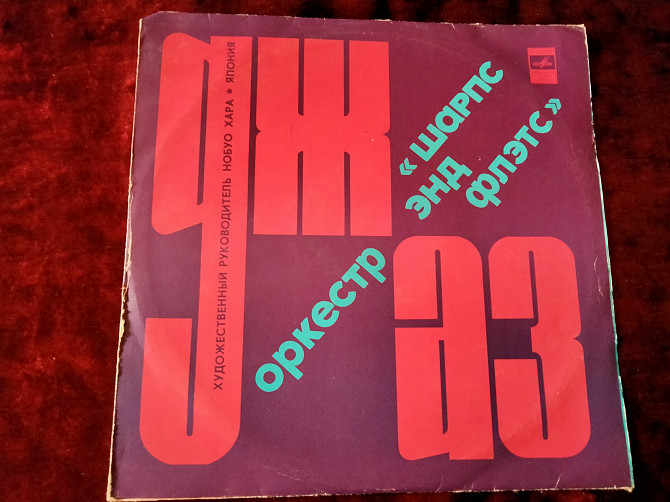 джаз
ХУДОЖЕСТВЕННЫЙ РУКОВОДИТЕЛЬ НОБУО ХАРА ★ ЯПОНИЯ
оркестр
«шарпс
энд
флэтс»